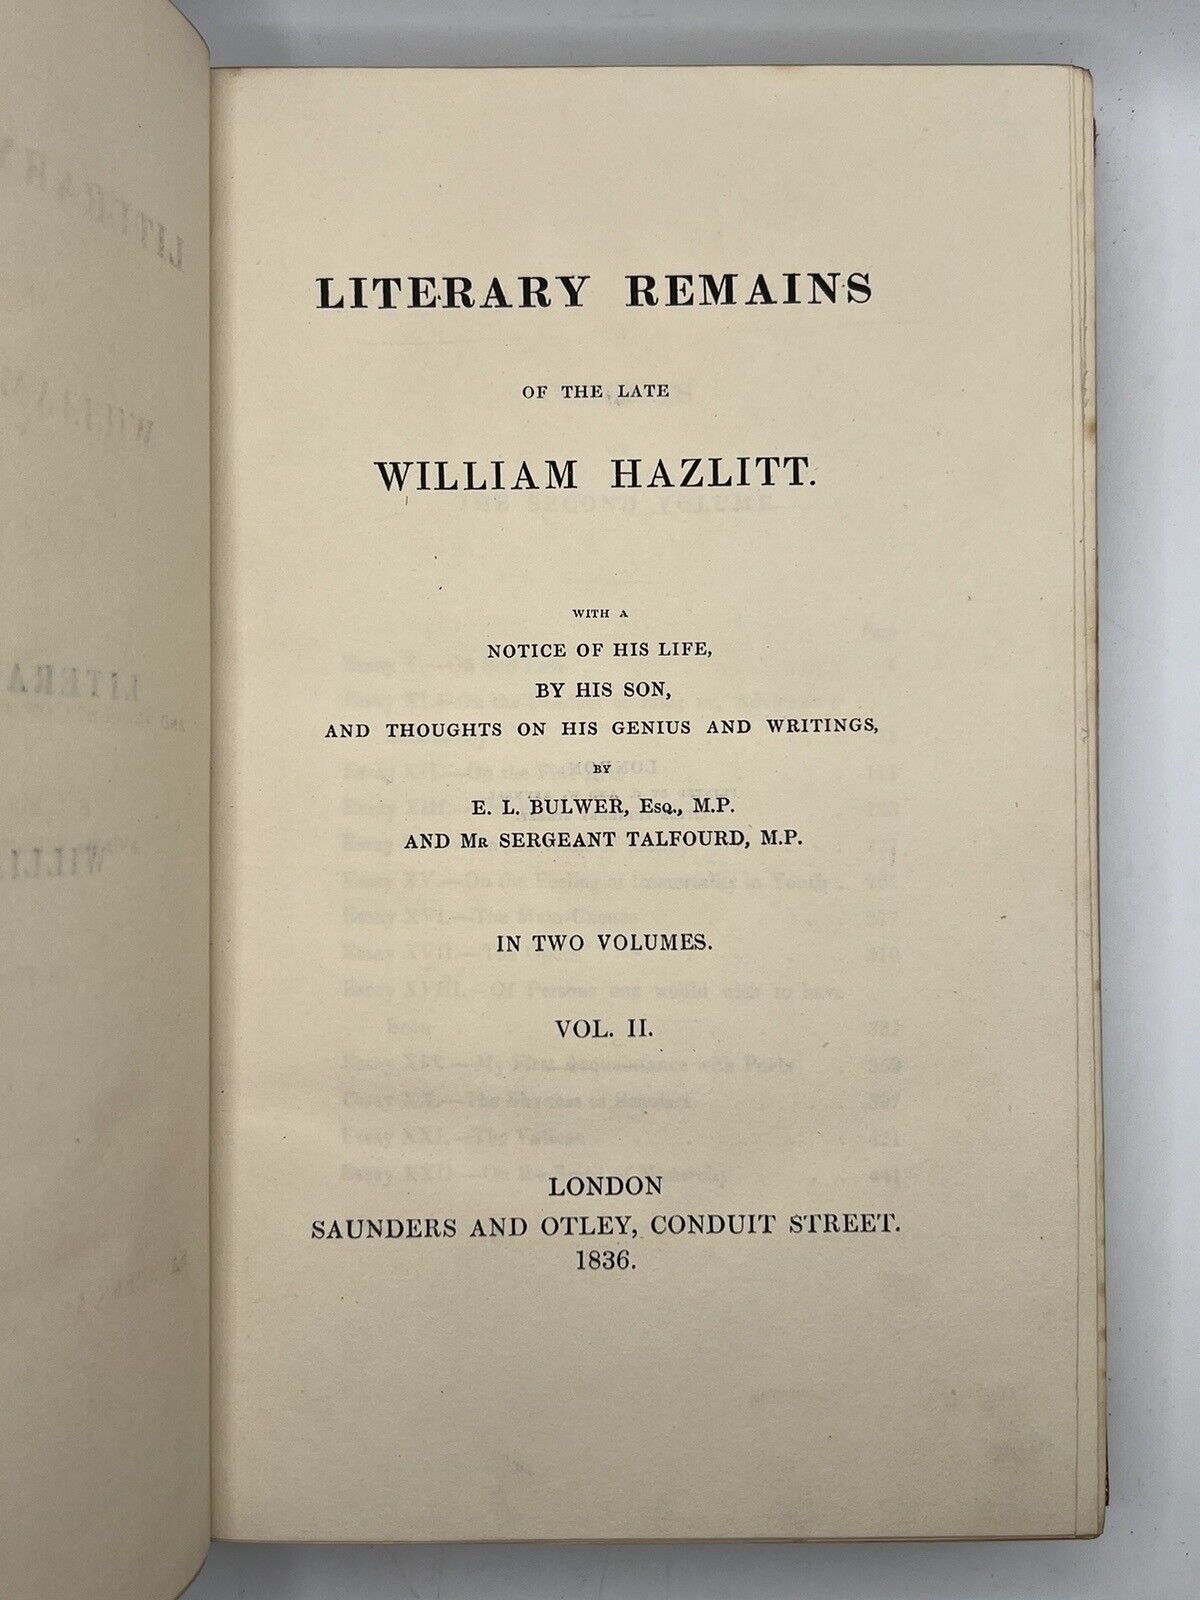 LITERARY REMAINS
OF THE LATE
WILLIAM HAZLITT.
WITH A
NOTICE OF HIS LIFE,
BY HIS SON,
AND THOUGHTS ON HIS GENIUS AND WRITINGS,
BY
E. L. BULWER, Esq., M.P.
AND Mr SERGEANT TALFOURD, M.P.
IN TWO VOLUMES.
VOL. II.
LONDON
SAUNDERS AND OTLEY, CONDUIT STREET.
1836.